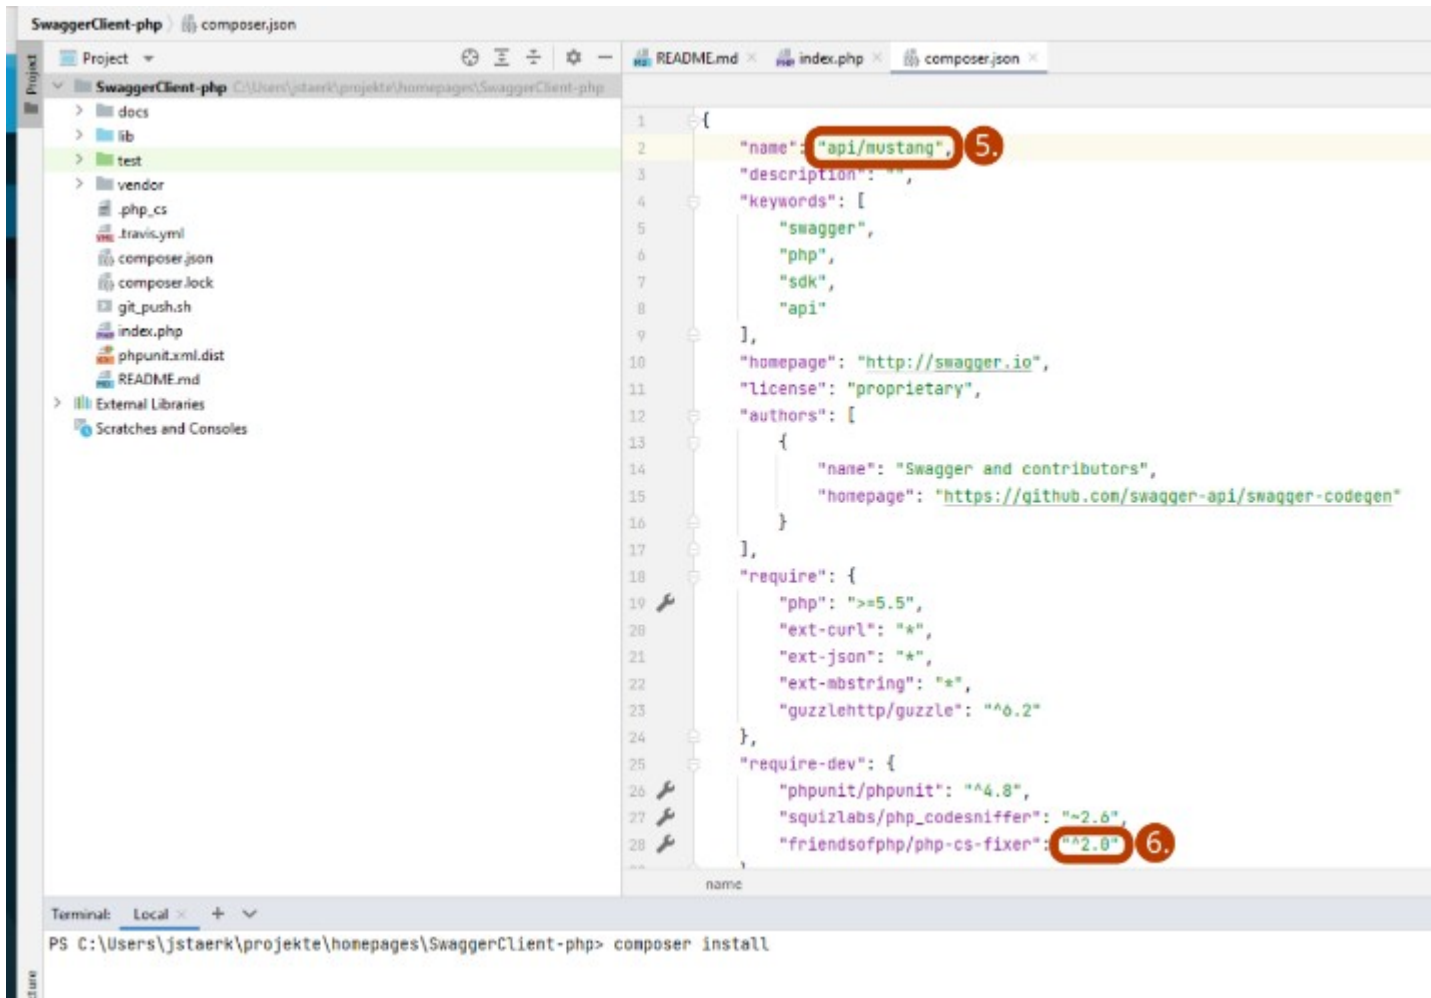 SwaggerClient-php composer.json
Project
README.md index.php composer.json
Project
SwaggerClient-php C:\Users\jstaerk\projekte\homepages\SwaggerClient-php
docs
lib
test
vendor
.php_cs
.travis.yml
composer.json
composer.lock
git_push.sh
index.php
phpunit.xml.dist
README.md
External Libraries
Scratches and Consoles
1 {
2 "name": "api/mustang", 5.
3 "description": "",
4 "keywords": [
5 "swagger",
6 "php",
7 "sdk",
8 "api"
9 ],
10 "homepage": "http://swagger.io",
11 "license": "proprietary",
12 "authors": [
13 {
14 "name": "Swagger and contributors",
15 "homepage": "https://github.com/swagger-api/swagger-codegen"
16 }
17 ],
18 "require": {
19 "php": ">=5.5",
20 "ext-curl": "*",
21 "ext-json": "*",
22 "ext-mbstring": "*",
23 "guzzlehttp/guzzle": "^6.2"
24 },
25 "require-dev": {
26 "phpunit/phpunit": "^4.8",
27 "squizlabs/php_codesniffer": "~2.6",
28 "friendsofphp/php-cs-fixer": "^2.0" 6.
name
Terminal: Local
PS C:\Users\jstaerk\projekte\homepages\SwaggerClient-php> composer install